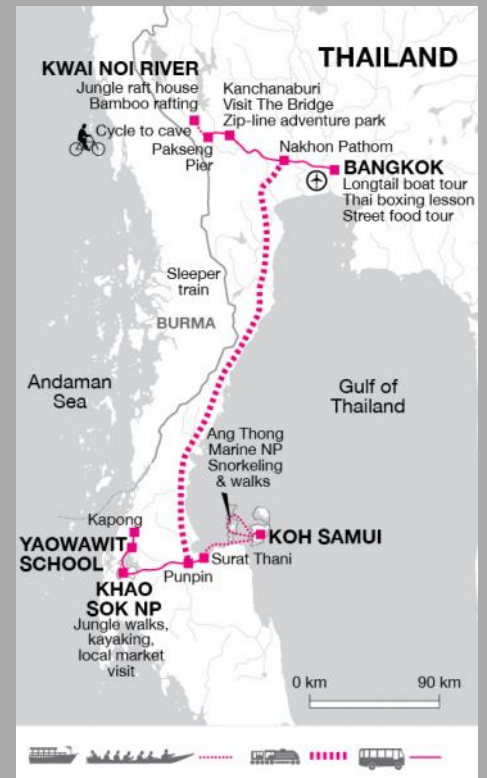 THAILAND
KWAI NOI RIVER
Jungle raft house
Bamboo rafting
Cycle to cave
Pakseng
Pier
Kanchanaburi
Visit The Bridge
Zip-line adventure park
Nakhon Pathom
BANGKOK
Longtail boat tour
Thai boxing lesson
Street food tour
Sleeper
train
BURMA
Andaman
Sea
Gulf of
Thailand
Ang Thong
Marine NP
Snorkeling
& walks
Kapong
YAOWAWIT
SCHOOL
KOH SAMUI
Surat Thani
Punpin
KHAO
SOK NP
Jungle walks,
kayaking,
local market
visit
0 km 90 km